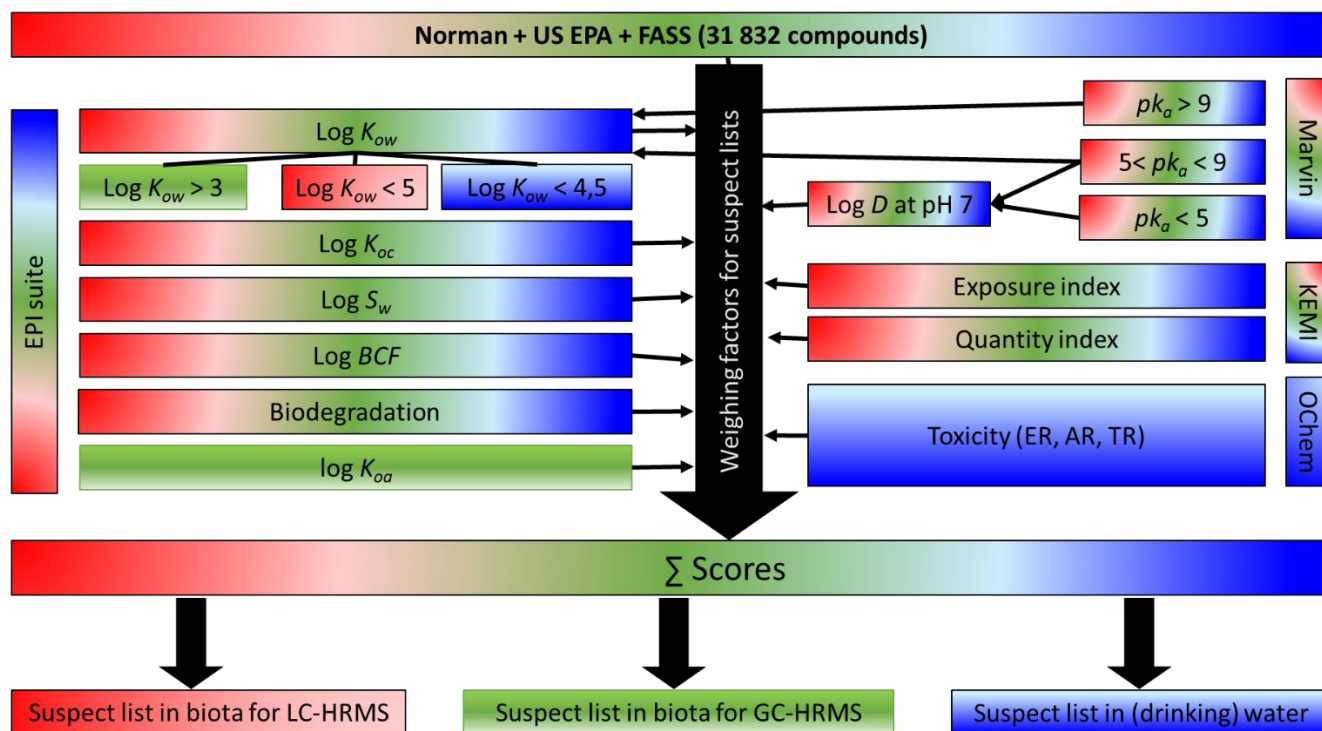 Norman + US EPA + FASS (31 832 compounds)
EPI suite
Log Kow
Log Kow > 3
Log Kow < 5
Log Kow < 4,5
Log Koc
Log Sw
Log BCF
Biodegradation
log Koa
Weighing factors for suspect lists
pka > 9
5< pka < 9
pka < 5
Log D at pH 7
Marvin
Exposure index
Quantity index
KEMI
Toxicity (ER, AR, TR)
OChem
∑ Scores
Suspect list in biota for LC-HRMS
Suspect list in biota for GC-HRMS
Suspect list in (drinking) water